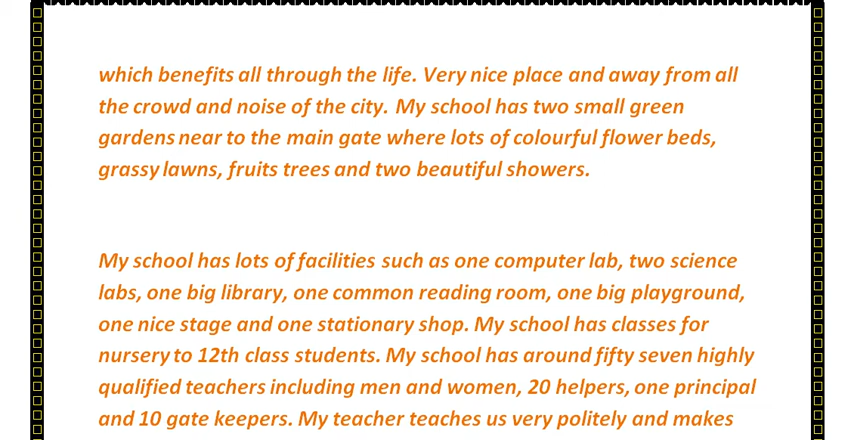 which benefits all through the life. Very nice place and away from all
the crowd and noise of the city. My school has two small green
gardens near to the main gate where lots of colourful flower beds,
grassy lawns, fruits trees and two beautiful showers.
My school has lots of facilities such as one computer lab, two science
labs, one big library, one common reading room, one big playground,
one nice stage and one stationary shop. My school has classes for
nursery to 12th class students. My school has around fifty seven highly
qualified teachers including men and women, 20 helpers, one principal
and 10 gate keepers. My teacher teaches us very politely and makes